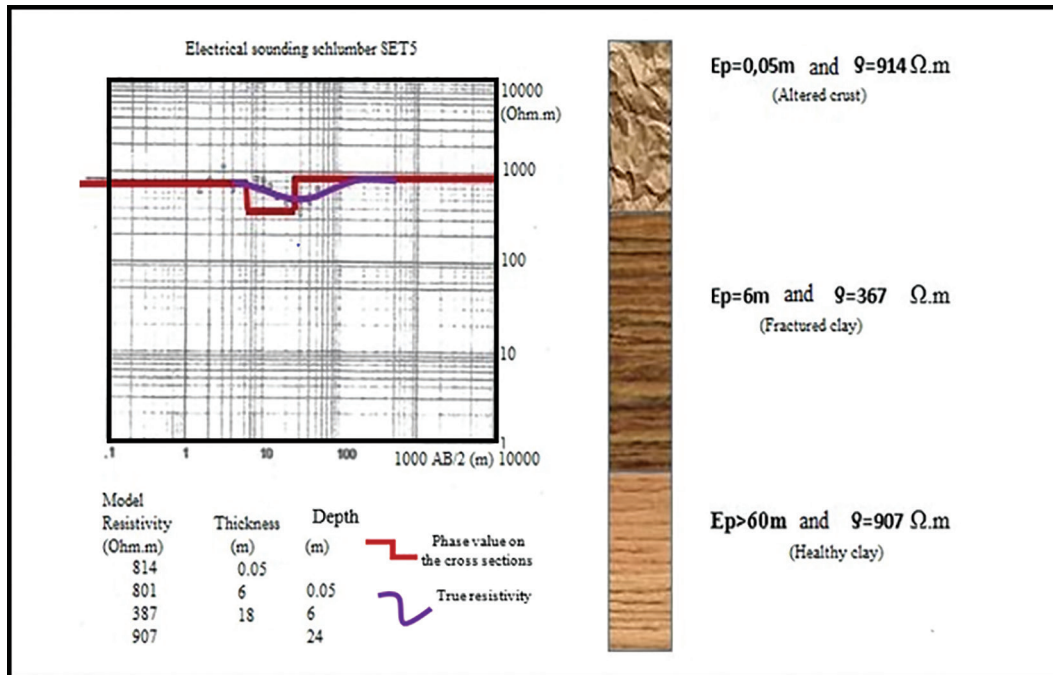 Electrical sounding schlumber SET5
10000
(Ohm.m)
1000
100
10
1
.1 1 10 100 1000 AB/2 (m) 10000
Model
Resistivity
(Ohm.m)
Thickness
(m)
Depth
(m)
814 0.05
801 6 0.05
387 18 6
907 24
Phase value on
the cross sections
True resistivity
Ep=0,05m and ϱ=914 Ω.m
(Altered crust)
Ep=6m and ϱ=367 Ω.m
(Fractured clay)
Ep>60m and ϱ=907 Ω.m
(Healthy clay)